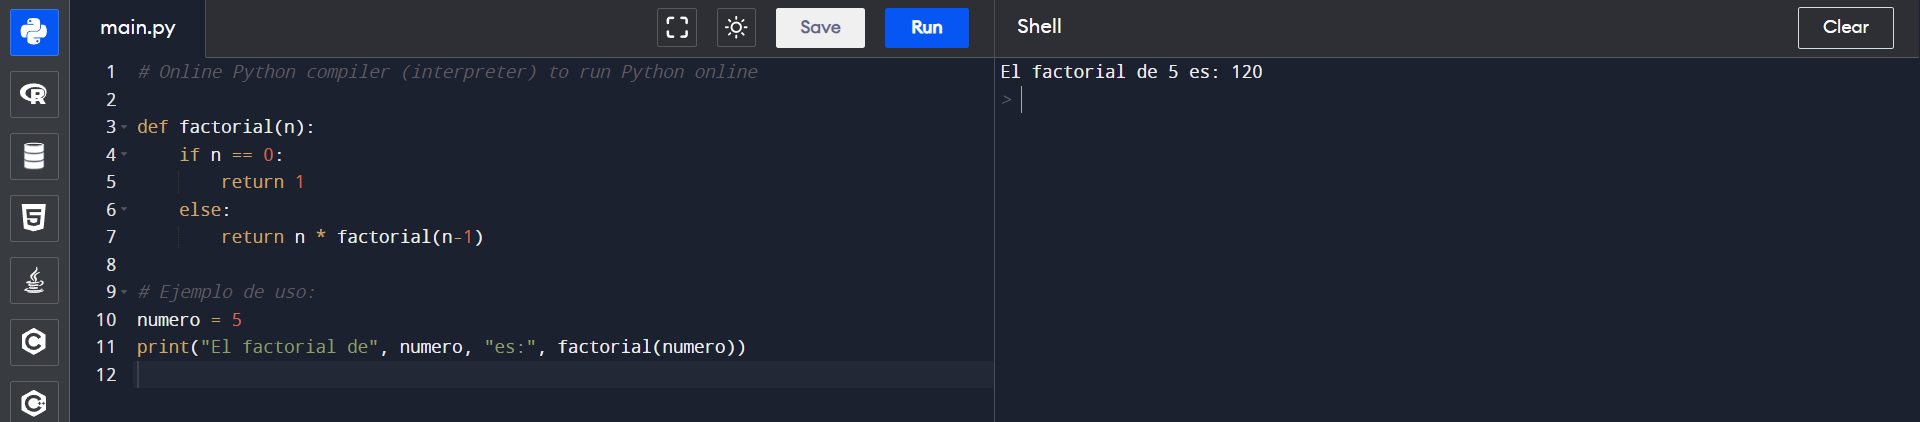 main.py
Save
Run
Shell
Clear
1 # Online Python compiler (interpreter) to run Python online
2
3 def factorial(n):
4     if n == 0:
5         return 1
6     else:
7         return n * factorial(n-1)
8
9 # Ejemplo de uso:
10 numero = 5
11 print("El factorial de", numero, "es:", factorial(numero))
12
El factorial de 5 es: 120
>